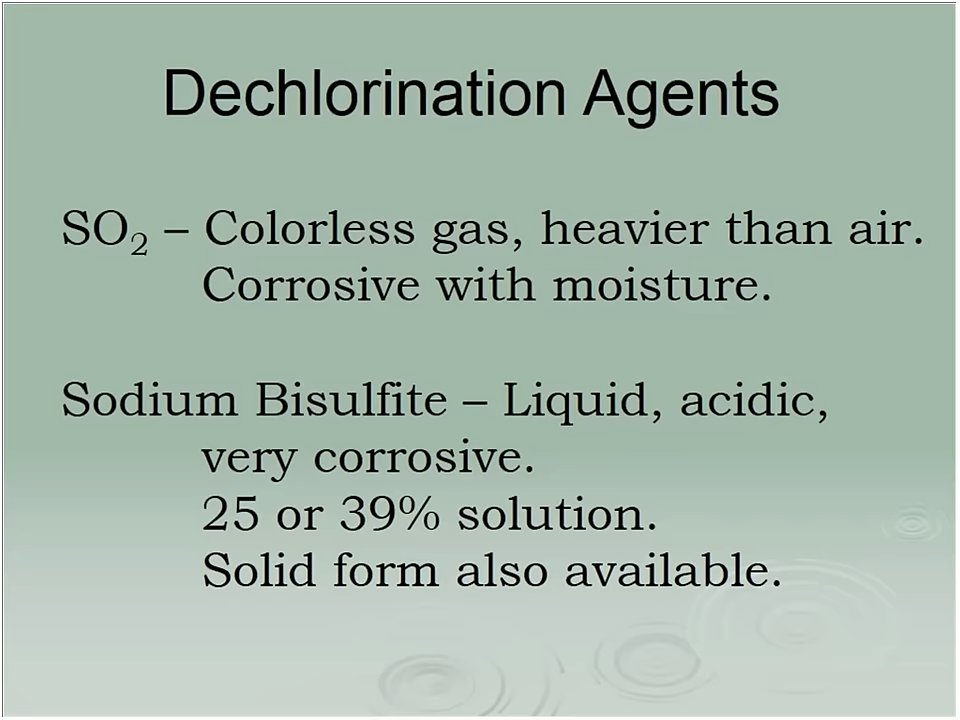 Dechlorination Agents
SO₂ – Colorless gas, heavier than air.
Corrosive with moisture.
Sodium Bisulfite – Liquid, acidic,
very corrosive.
25 or 39% solution.
Solid form also available.